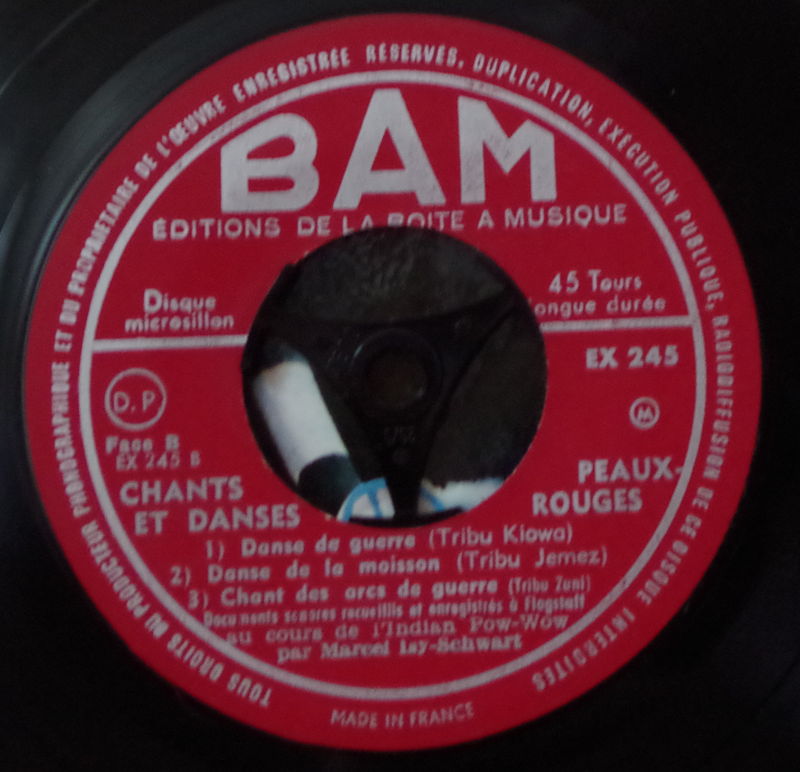 TOUS DROITS DU PRODUCTEUR PHONOGRAPHIQUE ET DU PROPRIETAIRE DE L'ŒUVRE ENREGISTRÉE RÉSERVÉS, DUPLICATION, EXECUTION PUBLIQUE, RADIODIFFUSION DE CE DISQUE INTERDITES
BAM
ÉDITIONS DE LA BOITE A MUSIQUE
Disque
microsillon
45 Tours
longue durée
EX 245
D.P
M
Face B
EX 245 B
CHANTS
ET DANSES
PEAUX-
ROUGES
1) Danse de guerre (Tribu Kiowa)
2) Danse de la moisson (Tribu Jemez)
3) Chant des arcs de guerre (Tribu Zuni)
Documents sonores recueillis et enregistrés à Flagstaff
au cours de l'Indian Pow-Wow
par Marcel Isy-Schwart
MADE IN FRANCE